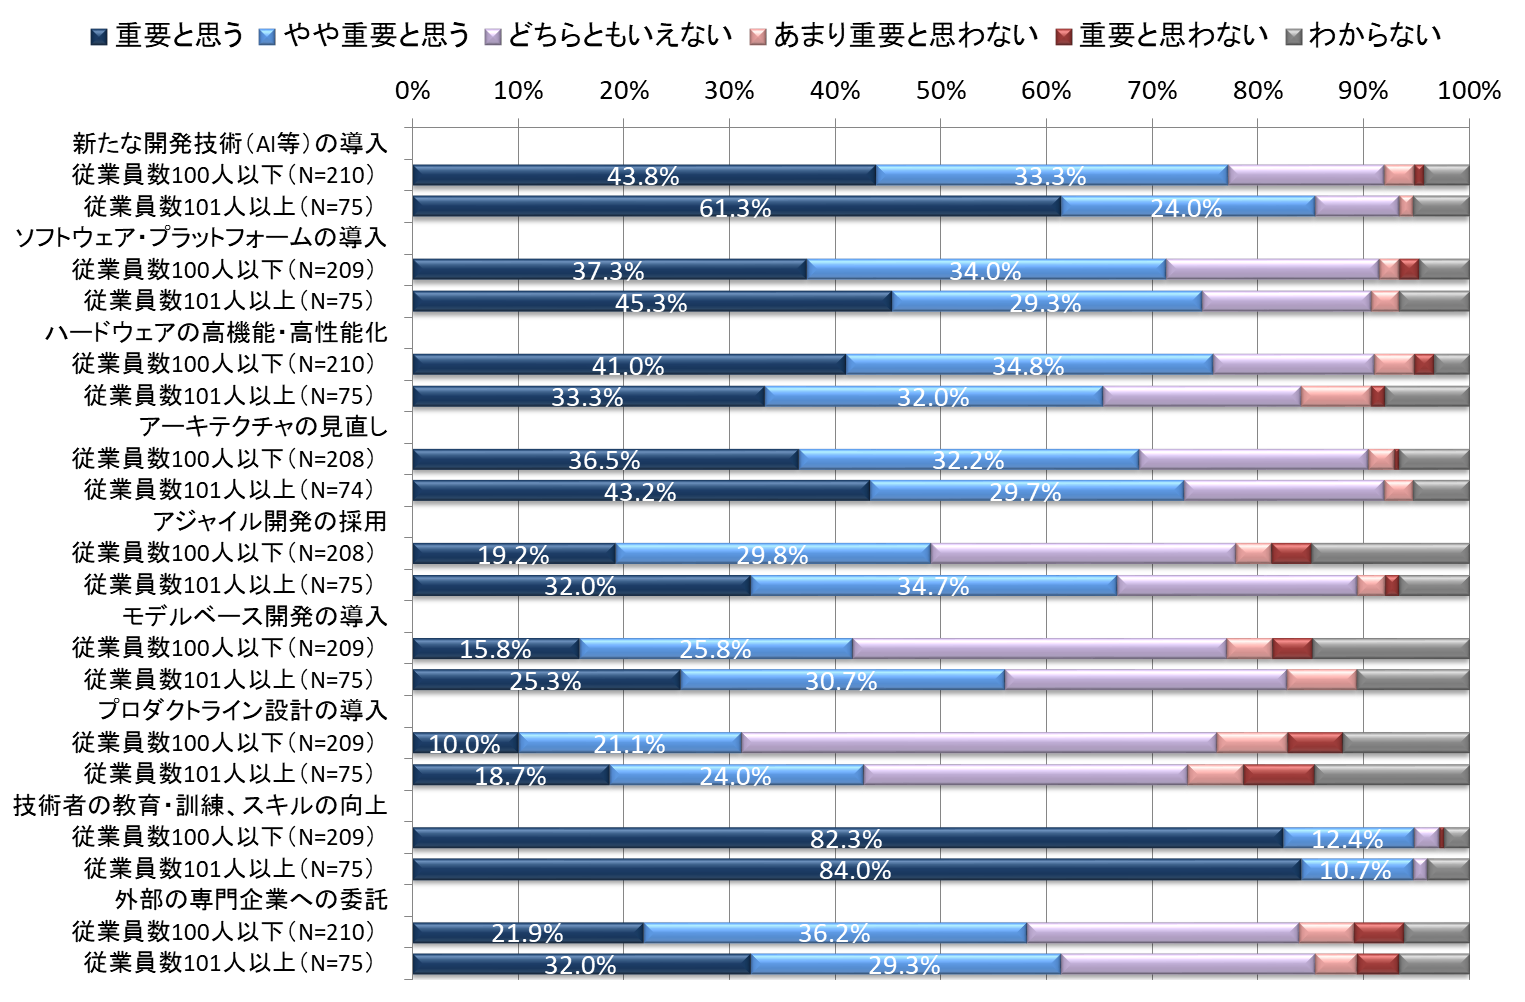 重要と思う やや重要と思う どちらともいえない あまり重要と思わない 重要と思わない わからない
0% 10% 20% 30% 40% 50% 60% 70% 80% 90% 100%
新たな開発技術（AI等）の導入
従業員数100人以下（N=210） 43.8% 33.3%
従業員数101人以上（N=75） 61.3% 24.0%
ソフトウェア・プラットフォームの導入
従業員数100人以下（N=209） 37.3% 34.0%
従業員数101人以上（N=75） 45.3% 29.3%
ハードウェアの高機能・高性能化
従業員数100人以下（N=210） 41.0% 34.8%
従業員数101人以上（N=75） 33.3% 32.0%
アーキテクチャの見直し
従業員数100人以下（N=208） 36.5% 32.2%
従業員数101人以上（N=74） 43.2% 29.7%
アジャイル開発の採用
従業員数100人以下（N=208） 19.2% 29.8%
従業員数101人以上（N=75） 32.0% 34.7%
モデルベース開発の導入
従業員数100人以下（N=209） 15.8% 25.8%
従業員数101人以上（N=75） 25.3% 30.7%
プロダクトライン設計の導入
従業員数100人以下（N=209） 10.0% 21.1%
従業員数101人以上（N=75） 18.7% 24.0%
技術者の教育・訓練、スキルの向上
従業員数100人以下（N=209） 82.3% 12.4%
従業員数101人以上（N=75） 84.0% 10.7%
外部の専門企業への委託
従業員数100人以下（N=210） 21.9% 36.2%
従業員数101人以上（N=75） 32.0% 29.3%